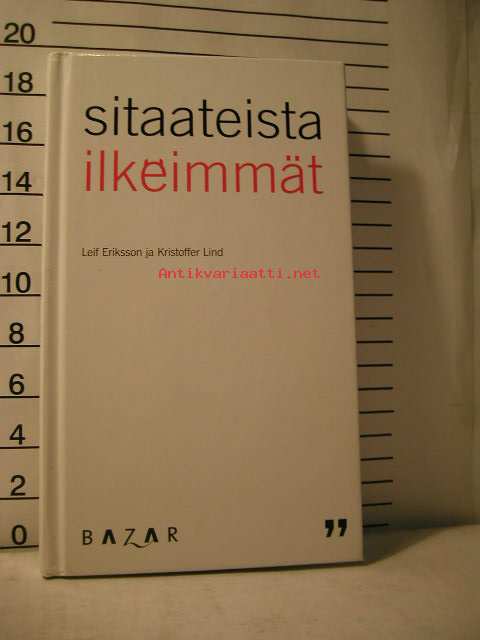 20
18
16
14
12
10
8
6
4
2
0
sitaateista
ilkeimmät
Leif Eriksson ja Kristoffer Lind
Antikvariaatti.net
BAZAR
”